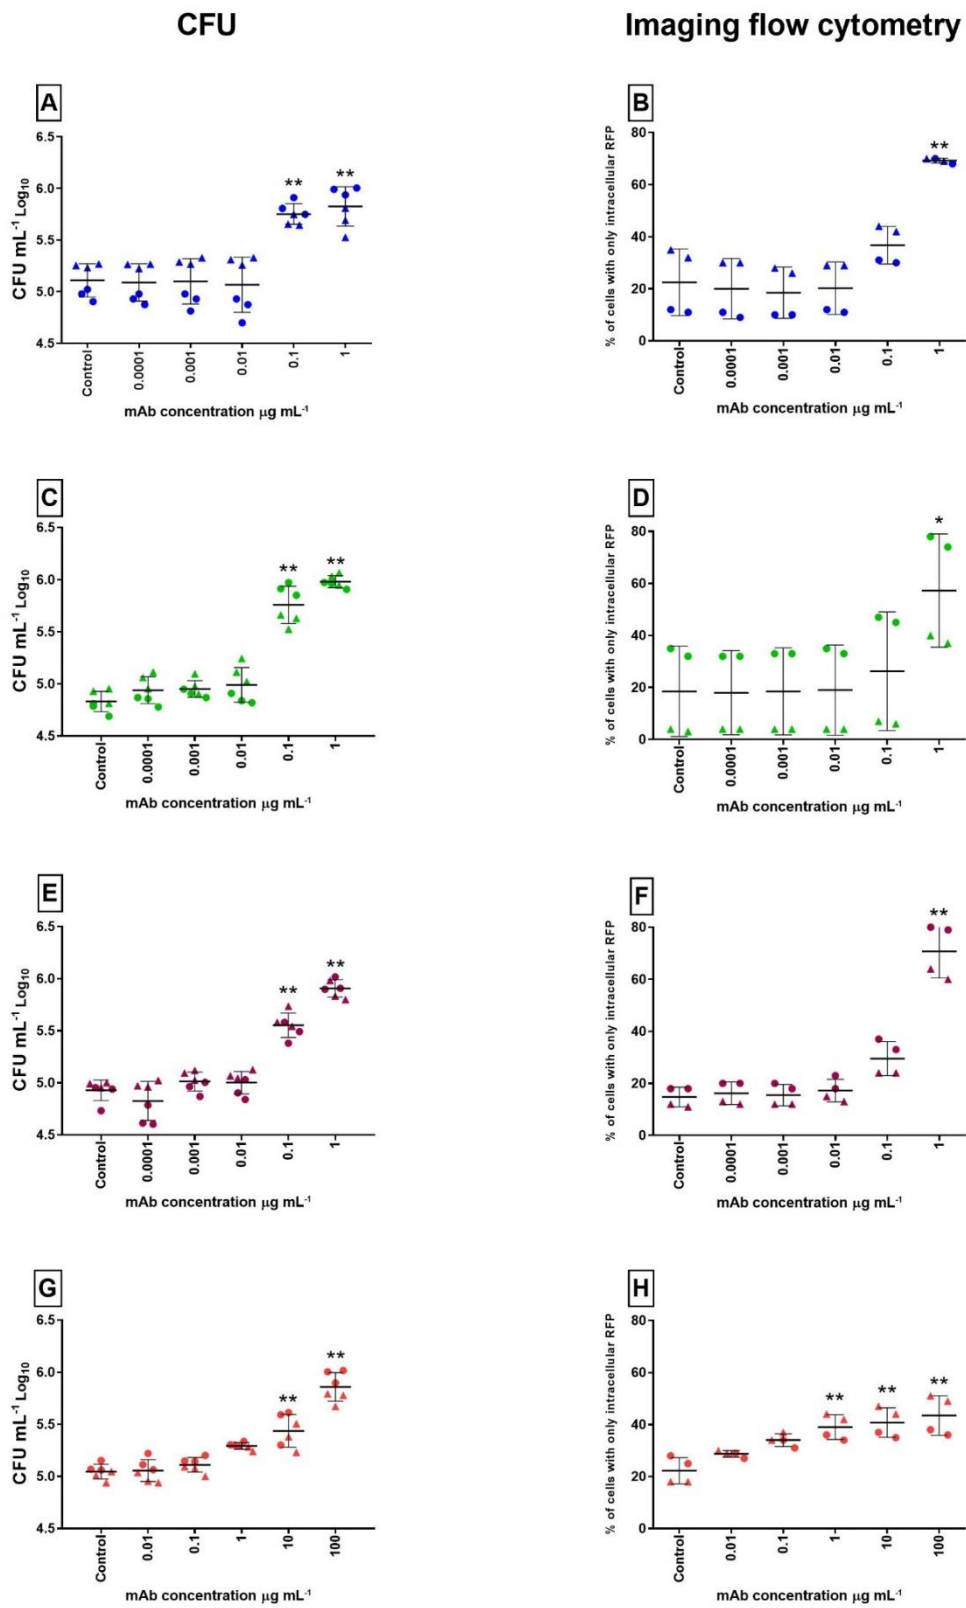 CFU
Imaging flow cytometry
A
CFU mL-1 Log10
6.5
6.0
5.5
5.0
4.5
** **
Control 0.0001 0.001 0.01 0.1 1
mAb concentration μg mL-1
B
% of cells with only intracellular RFP
80
60
40
20
0
**
Control 0.0001 0.001 0.01 0.1 1
mAb concentration μg mL-1
C
CFU mL-1 Log10
6.5
6.0
5.5
5.0
4.5
** **
Control 0.0001 0.001 0.01 0.1 1
mAb concentration μg mL-1
D
% of cells with only intracellular RFP
80
60
40
20
0
*
Control 0.0001 0.001 0.01 0.1 1
mAb concentration μg mL-1
E
CFU mL-1 Log10
6.5
6.0
5.5
5.0
4.5
** **
Control 0.0001 0.001 0.01 0.1 1
mAb concentration μg mL-1
F
% of cells with only intracellular RFP
80
60
40
20
0
**
Control 0.0001 0.001 0.01 0.1 1
mAb concentration μg mL-1
G
CFU mL-1 Log10
6.5
6.0
5.5
5.0
4.5
** **
Control 0.01 0.1 1 10 100
mAb concentration μg mL-1
H
% of cells with only intracellular RFP
80
60
40
20
0
** ** **
Control 0.01 0.1 1 10 100
mAb concentration μg mL-1